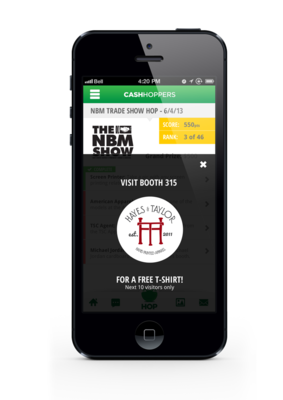 Bell
4:20 PM
CASHHOPPERS
NBM TRADE SHOW HOP - 6/4/13
THE
NBM
SHOW
SCORE:
550pts
RANK:
3 of 46
Grand Prize
VISIT BOOTH 315
HAYES & TAYLOR
est.
2011
FOR A FREE T-SHIRT!
Next 10 visitors only
HOP